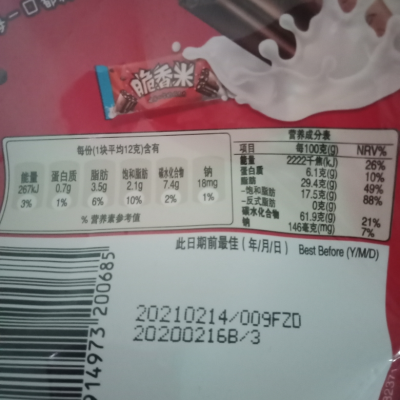 脆香米
每份(1块平均12克)含有
能量 蛋白质 脂肪 饱和脂肪 碳水化合物 钠
267kJ 0.7g 3.5g 2.1g 7.4g 18mg
3% 1% 6% 10% 2% 1%
% 营养素参考值
营养成分表
项目 每100克(g) NRV%
能量 2222千焦(kJ) 26%
蛋白质 6.1克(g) 10%
脂肪 29.4克(g) 49%
-饱和脂肪 17.5克(g) 88%
-反式脂肪 0克(g)
碳水化合物 61.9克(g) 21%
钠 146毫克(mg) 7%
此日期前最佳(年/月/日) Best Before (Y/M/D)
20210214/009FZD
20200216B/3
914973 200685